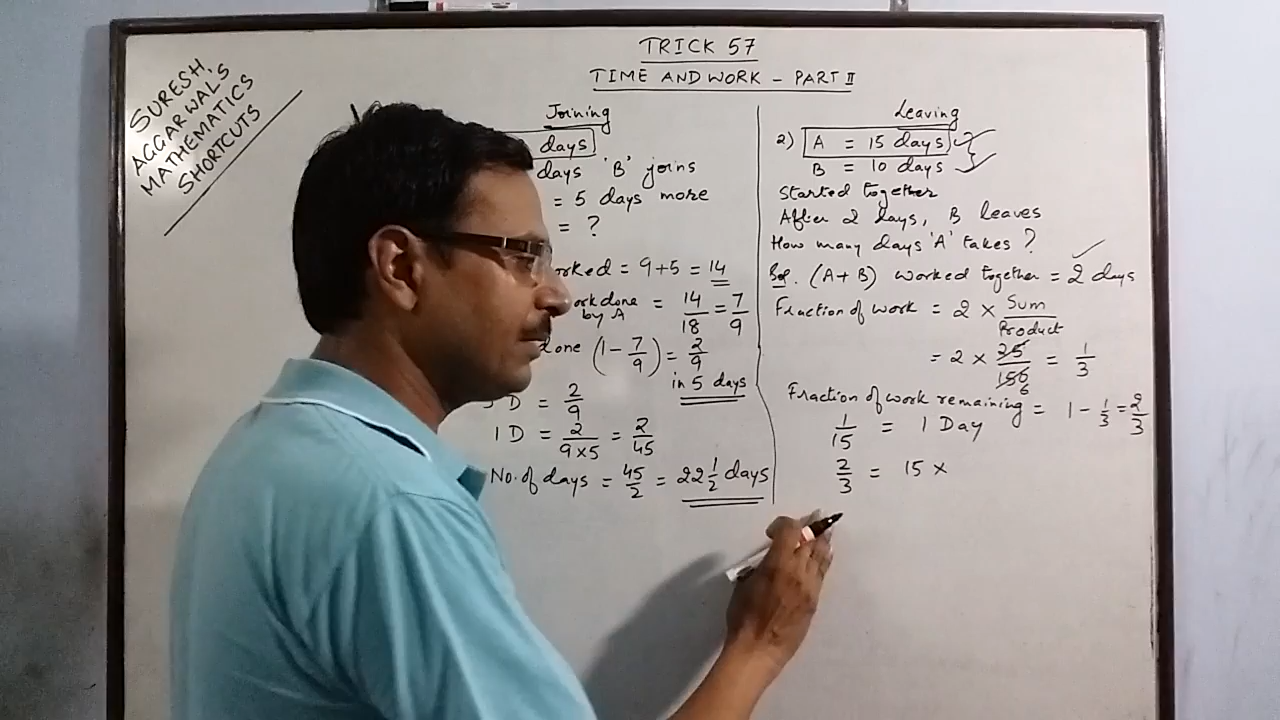 SURESH
AGGARWAL'S
MATHEMATICS
SHORTCUTS
TRICK 57
TIME AND WORK - PART II
Joining
days
days 'B' joins
= 5 days more
= ?
= 9+5 = 14
by A = 14/18 = 7/9
(1 - 7/9) = 2/9
in 5 days
D = 2/9
1 D = 2/9×5 = 2/45
No. of days = 45/2 = 22 1/2 days
Leaving
2) A = 15 days
B = 10 days
Started together
After 2 days, B leaves
How many days 'A' takes ?
(A+B) worked together = 2 days
Fraction of work = 2 × Sum/Product
= 2 × 25/150 6 = 1/3
Fraction of work remaining = 1 - 1/3 = 2/3
1/15 = 1 Day
2/3 = 15 ×